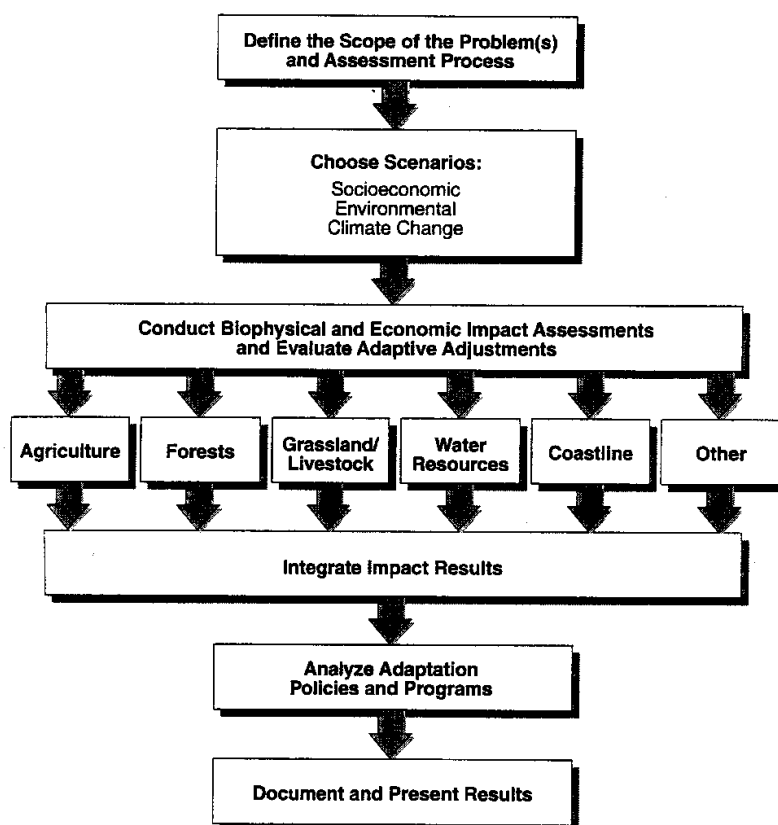 Define the Scope of the Problem(s)
and Assessment Process
Choose Scenarios:
Socioeconomic
Environmental
Climate Change
Conduct Biophysical and Economic Impact Assessments
and Evaluate Adaptive Adjustments
Agriculture
Forests
Grassland/
Livestock
Water
Resources
Coastline
Other
Integrate Impact Results
Analyze Adaptation
Policies and Programs
Document and Present Results